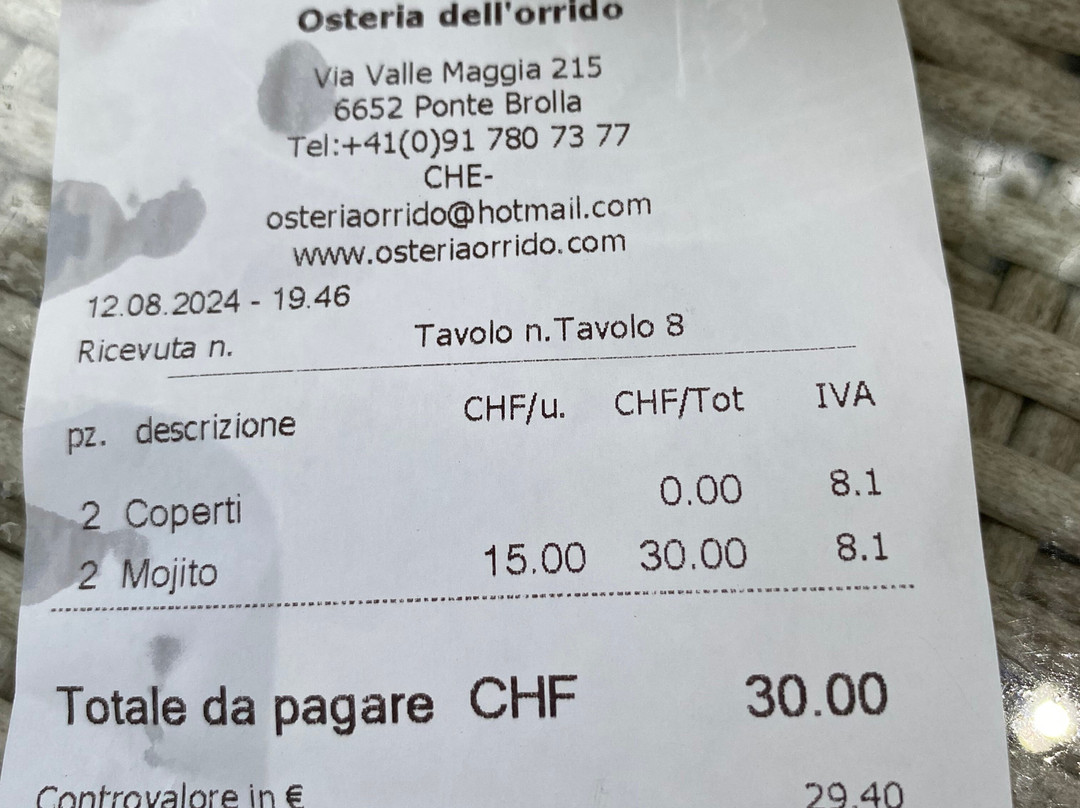 Osteria dell'orrido
Via Valle Maggia 215
6652 Ponte Brolla
Tel:+41(0)91 780 73 77
CHE-
osteriaorrido@hotmail.com
www.osteriaorrido.com
12.08.2024 - 19.46
Ricevuta n. Tavolo n.Tavolo 8
pz. descrizione CHF/u. CHF/Tot IVA
2 Coperti 0.00 8.1
2 Mojito 15.00 30.00 8.1
Totale da pagare CHF 30.00
Controvalore in € 29.40